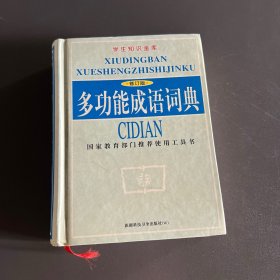 学生知识宝库
XIUDINGBAN
XUESHENGZHISHIJINKU
修订版
多功能成语词典
CIDIAN
国家教育部门推荐使用工具书